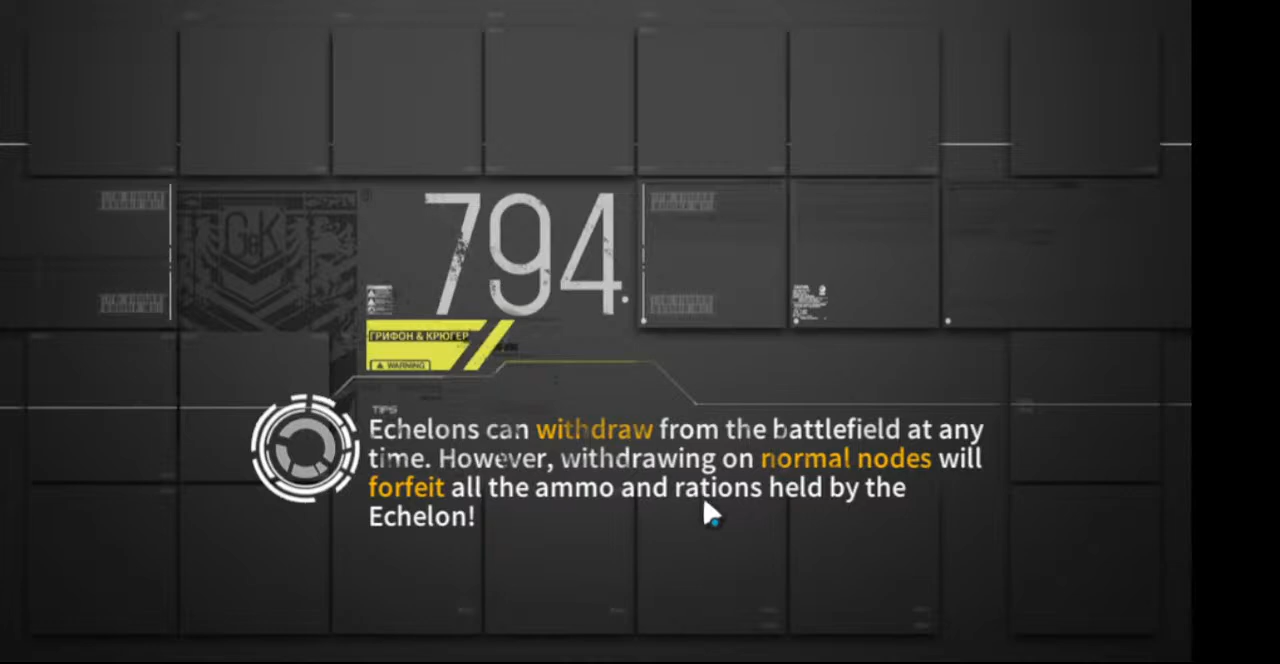 G&K
794.
ГРИФОН & КРЮГЕР
WARNING
TIPS
Echelons can withdraw from the battlefield at any
time. However, withdrawing on normal nodes will
forfeit all the ammo and rations held by the
Echelon!